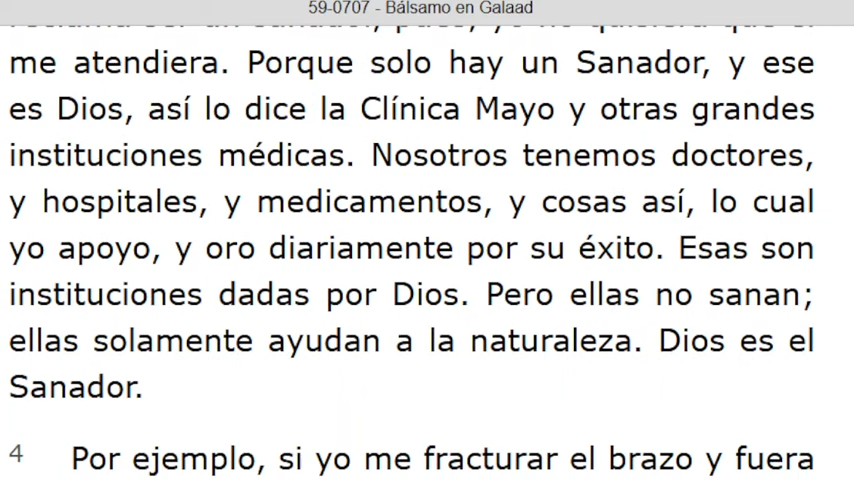 59-0707 - Bálsamo en Galaad
me atendiera. Porque solo hay un Sanador, y ese
es Dios, así lo dice la Clínica Mayo y otras grandes
instituciones médicas. Nosotros tenemos doctores,
y hospitales, y medicamentos, y cosas así, lo cual
yo apoyo, y oro diariamente por su éxito. Esas son
instituciones dadas por Dios. Pero ellas no sanan;
ellas solamente ayudan a la naturaleza. Dios es el
Sanador.
4 Por ejemplo, si yo me fracturar el brazo y fuera